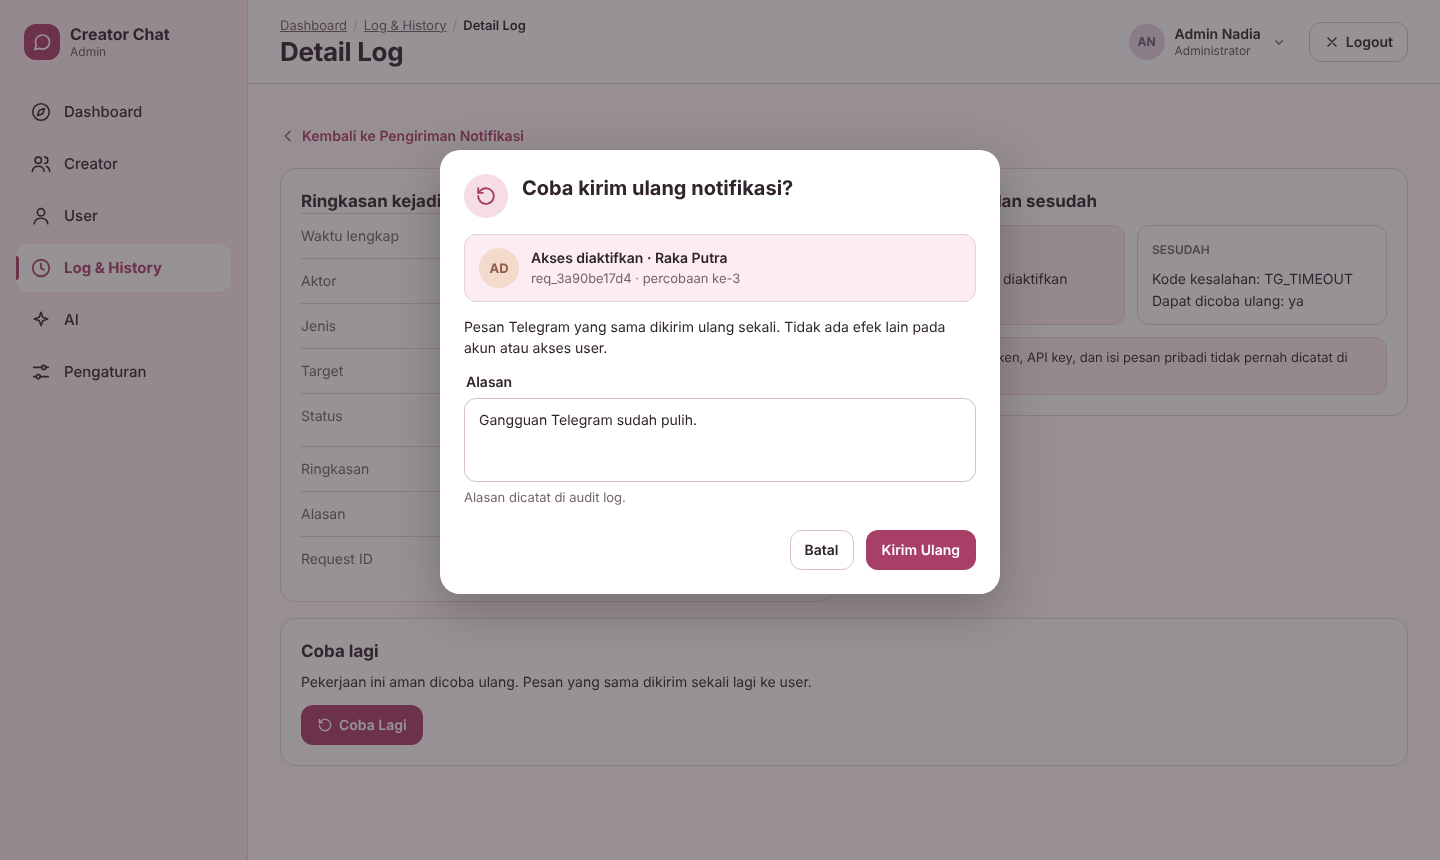 Creator Chat
Admin
Dashboard
Creator
User
Log & History
AI
Pengaturan
Dashboard / Log & History / Detail Log
Detail Log
AN
Admin Nadia
Administrator
Logout
Kembali ke Pengiriman Notifikasi
Ringkasan kejadi
Waktu lengkap
Aktor
Jenis
Target
Status
Ringkasan
Alasan
Request ID
an sesudah
diaktifkan
SESUDAH
Kode kesalahan: TG_TIMEOUT
Dapat dicoba ulang: ya
ken, API key, dan isi pesan pribadi tidak pernah dicatat di
Coba kirim ulang notifikasi?
AD
Akses diaktifkan · Raka Putra
req_3a90be17d4 · percobaan ke-3
Pesan Telegram yang sama dikirim ulang sekali. Tidak ada efek lain pada
akun atau akses user.
Alasan
Gangguan Telegram sudah pulih.
Alasan dicatat di audit log.
Batal
Kirim Ulang
Coba lagi
Pekerjaan ini aman dicoba ulang. Pesan yang sama dikirim sekali lagi ke user.
Coba Lagi